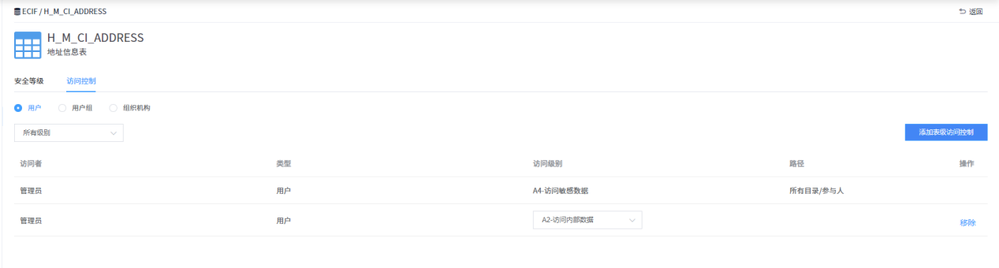 ECIF / H_M_CI_ADDRESS 返回
H_M_CI_ADDRESS
地址信息表
安全等级 访问控制
用户 用户组 组织机构
所有级别 添加表级访问控制
访问者 类型 访问级别 路径 操作
管理员 用户 A4-访问敏感数据 所有目录/参与人
管理员 用户 A2-访问内部数据 移除